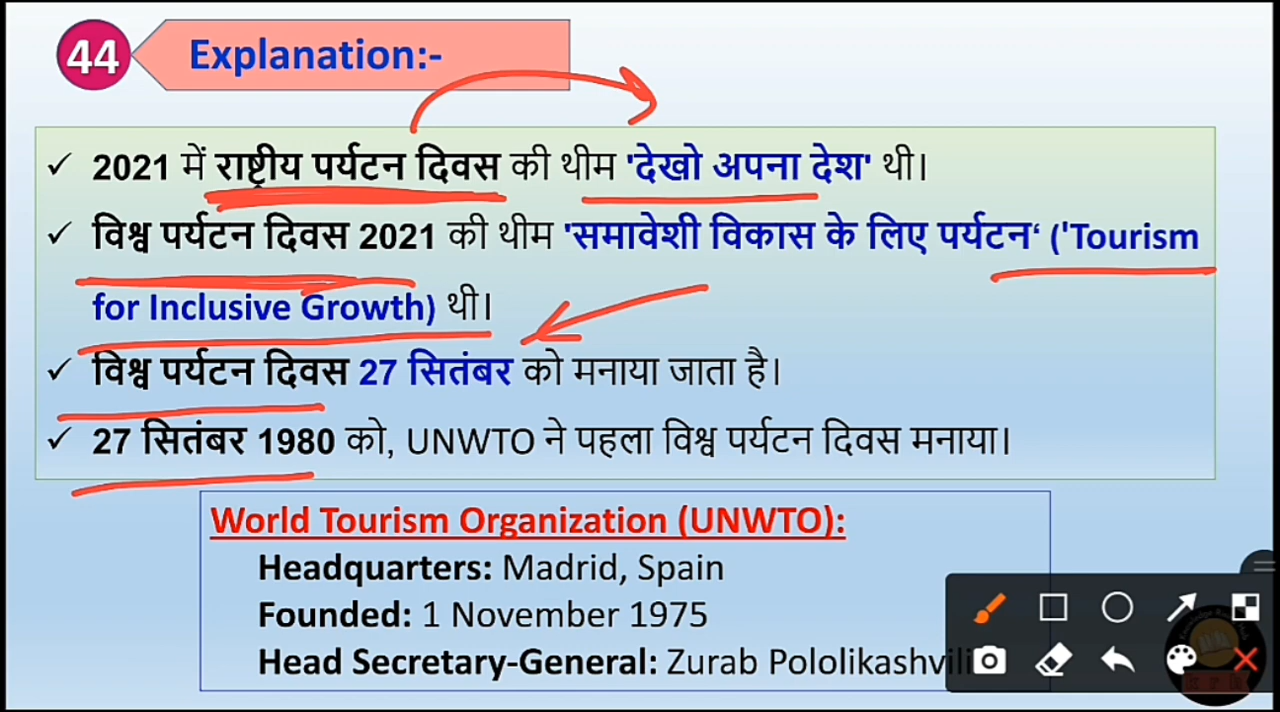 44 Explanation:-
✓ 2021 में राष्ट्रीय पर्यटन दिवस की थीम 'देखो अपना देश' थी।
✓ विश्व पर्यटन दिवस 2021 की थीम 'समावेशी विकास के लिए पर्यटन‘ ('Tourism
for Inclusive Growth) थी।
✓ विश्व पर्यटन दिवस 27 सितंबर को मनाया जाता है।
✓ 27 सितंबर 1980 को, UNWTO ने पहला विश्व पर्यटन दिवस मनाया।
World Tourism Organization (UNWTO):
Headquarters: Madrid, Spain
Founded: 1 November 1975
Head Secretary-General: Zurab Pololikashvili